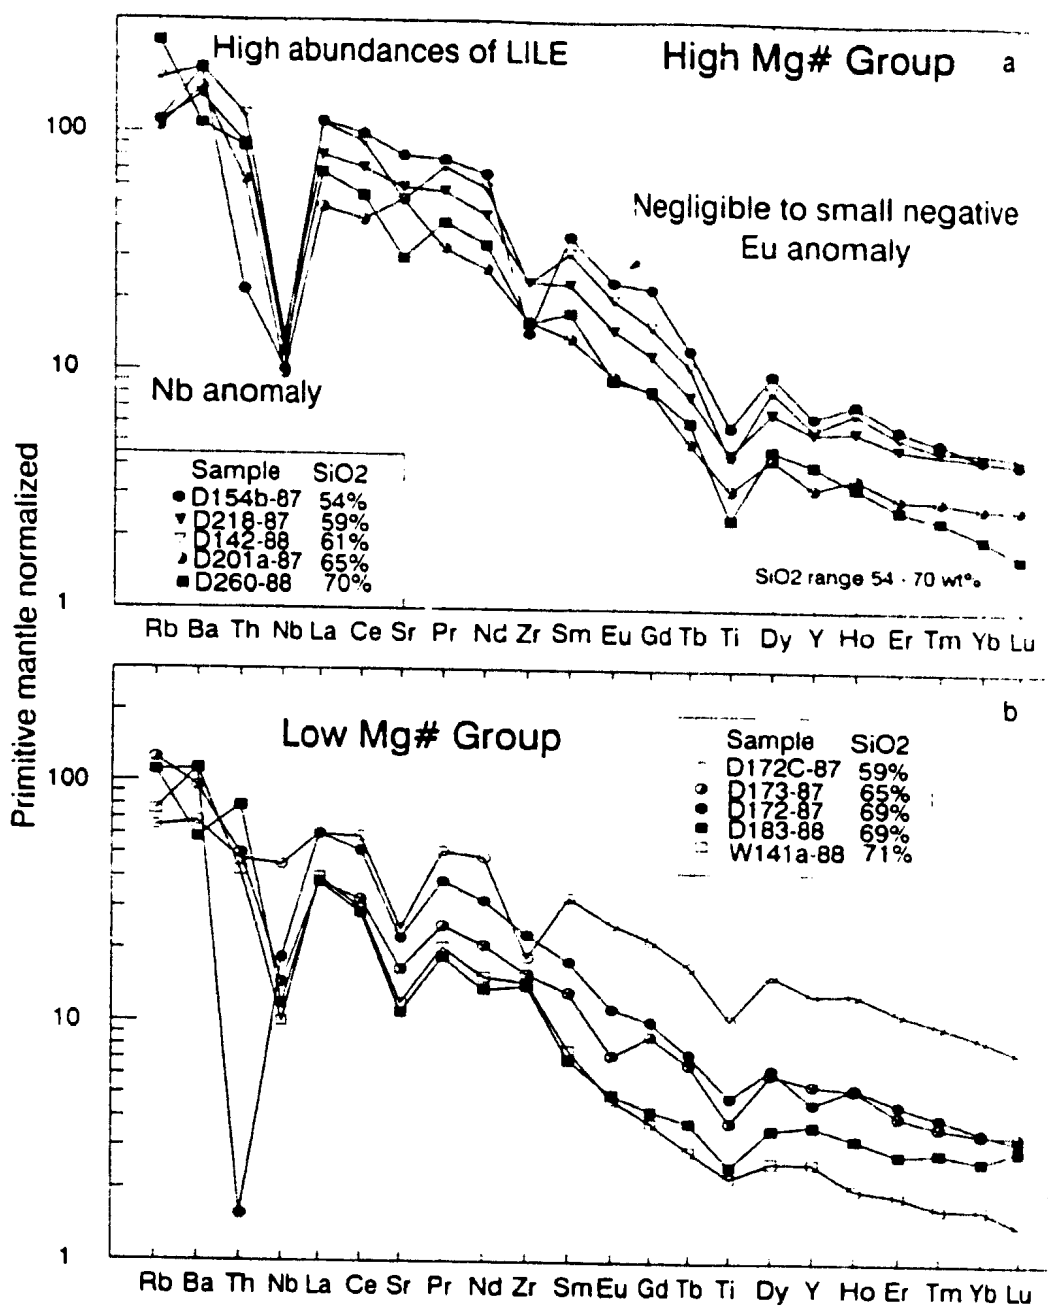 High abundances of LILE
High Mg# Group
a
100
Negligible to small negative
Eu anomaly
10
Nb anomaly
Sample SiO2
D154b-87 54%
D218-87 59%
D142-88 61%
D201a-87 65%
D260-88 70%
SiO2 range 54 - 70 wt%
1
Rb Ba Th Nb La Ce Sr Pr Nd Zr Sm Eu Gd Tb Ti Dy Y Ho Er Tm Yb Lu
Primitive mantle normalized
b
Low Mg# Group
Sample SiO2
D172C-87 59%
D173-87 65%
D172-87 69%
D183-88 69%
W141a-88 71%
100
10
1
Rb Ba Th Nb La Ce Sr Pr Nd Zr Sm Eu Gd Tb Ti Dy Y Ho Er Tm Yb Lu